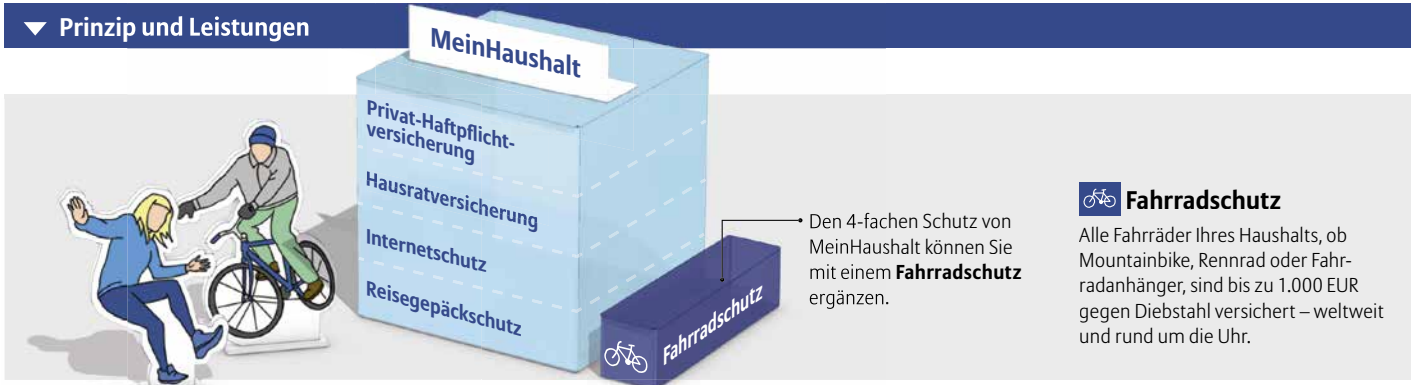 Prinzip und Leistungen
MeinHaushalt
Privat-Haftpflicht-
versicherung
Hausratversicherung
Internetschutz
Reisegepäckschutz
Fahrradschutz
Den 4-fachen Schutz von
MeinHaushalt können Sie
mit einem Fahrradschutz
ergänzen.
Fahrradschutz
Alle Fahrräder Ihres Haushalts, ob
Mountainbike, Rennrad oder Fahr-
radanhänger, sind bis zu 1.000 EUR
gegen Diebstahl versichert – weltweit
und rund um die Uhr.